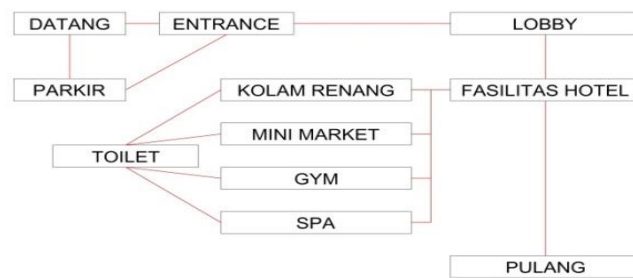 DATANG
ENTRANCE
LOBBY
PARKIR
KOLAM RENANG
FASILITAS HOTEL
MINI MARKET
TOILET
GYM
SPA
PULANG